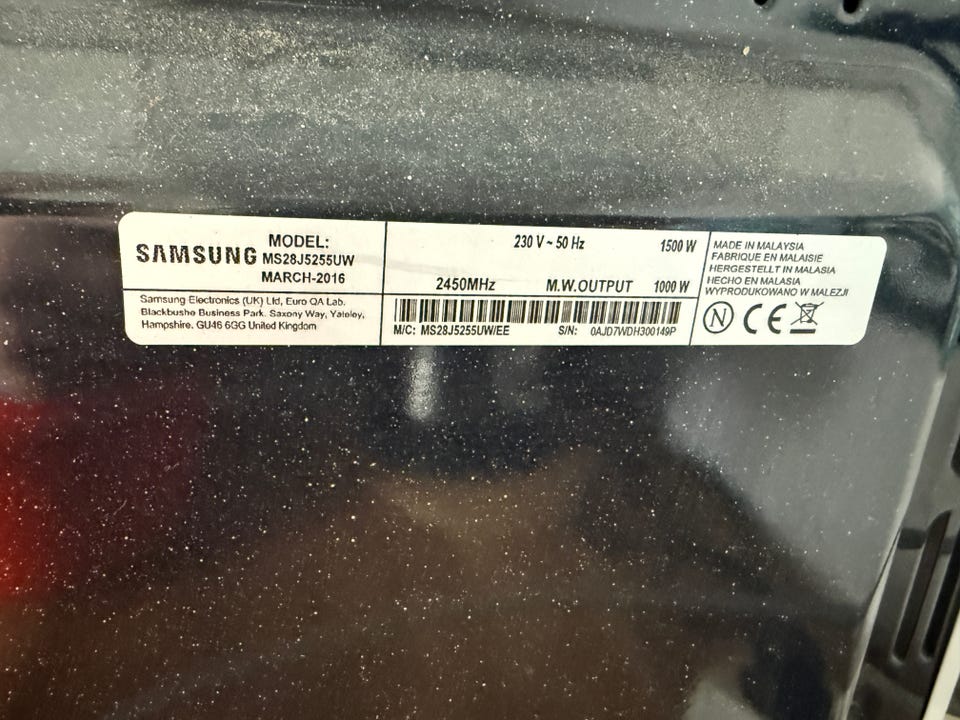 SAMSUNG
MODEL:
MS28J5255UW
MARCH-2016
Samsung Electronics (UK) Ltd, Euro QA Lab.
Blackbushe Business Park. Saxony Way, Yateley,
Hampshire. GU46 6GG United Kingdom
230 V ~ 50 Hz 1500 W
2450MHz M.W.OUTPUT 1000 W
M/C: MS28J5255UW/EE S/N: 0AJD7WDH300149P
MADE IN MALAYSIA
FABRIQUE EN MALAISIE
HERGESTELLT IN MALASIA
HECHO EN MALASIA
WYPRODUKOWANO W MALEZJI
N CE